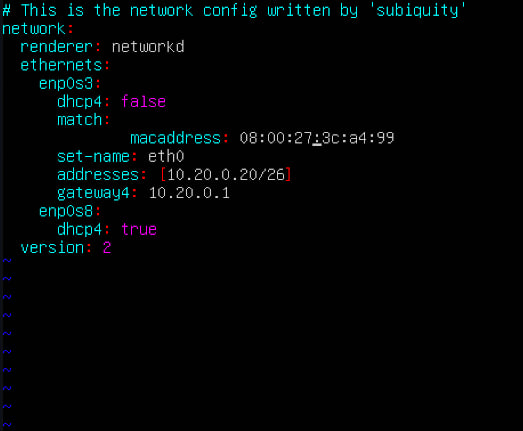 # This is the network config written by 'subiquity'
network:
  renderer: networkd
  ethernets:
    enp0s3:
      dhcp4: false
      match:
              macaddress: 08:00:27:3c:a4:99
      set-name: eth0
      addresses: [10.20.0.20/26]
      gateway4: 10.20.0.1
    enp0s8:
      dhcp4: true
  version: 2
~
~
~
~
~
~
~
~
~
~